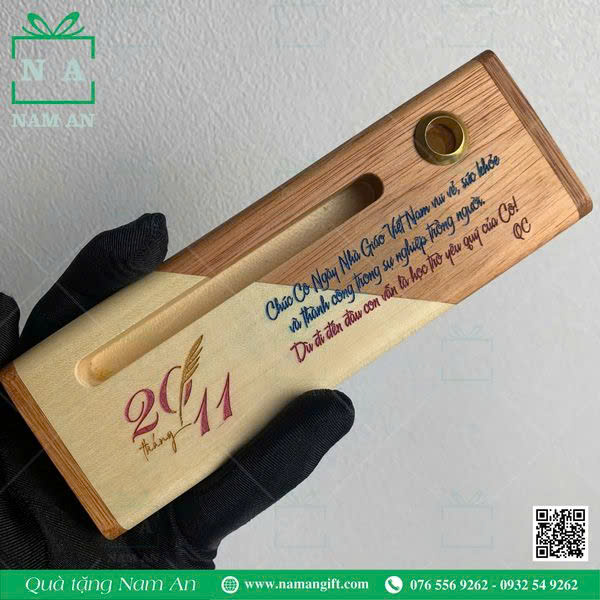 N A
NAM AN
Chúc Cô Ngày Nhà Giáo Việt Nam vui vẻ, sức khỏe
và thành công trong sự nghiệp trồng người.
Dù đi đến đâu con vẫn là học trò yêu quý của Cô!
QC
20
tháng 11
Quà tặng Nam An
www.namangift.com
076 556 9262 - 0932 54 9262